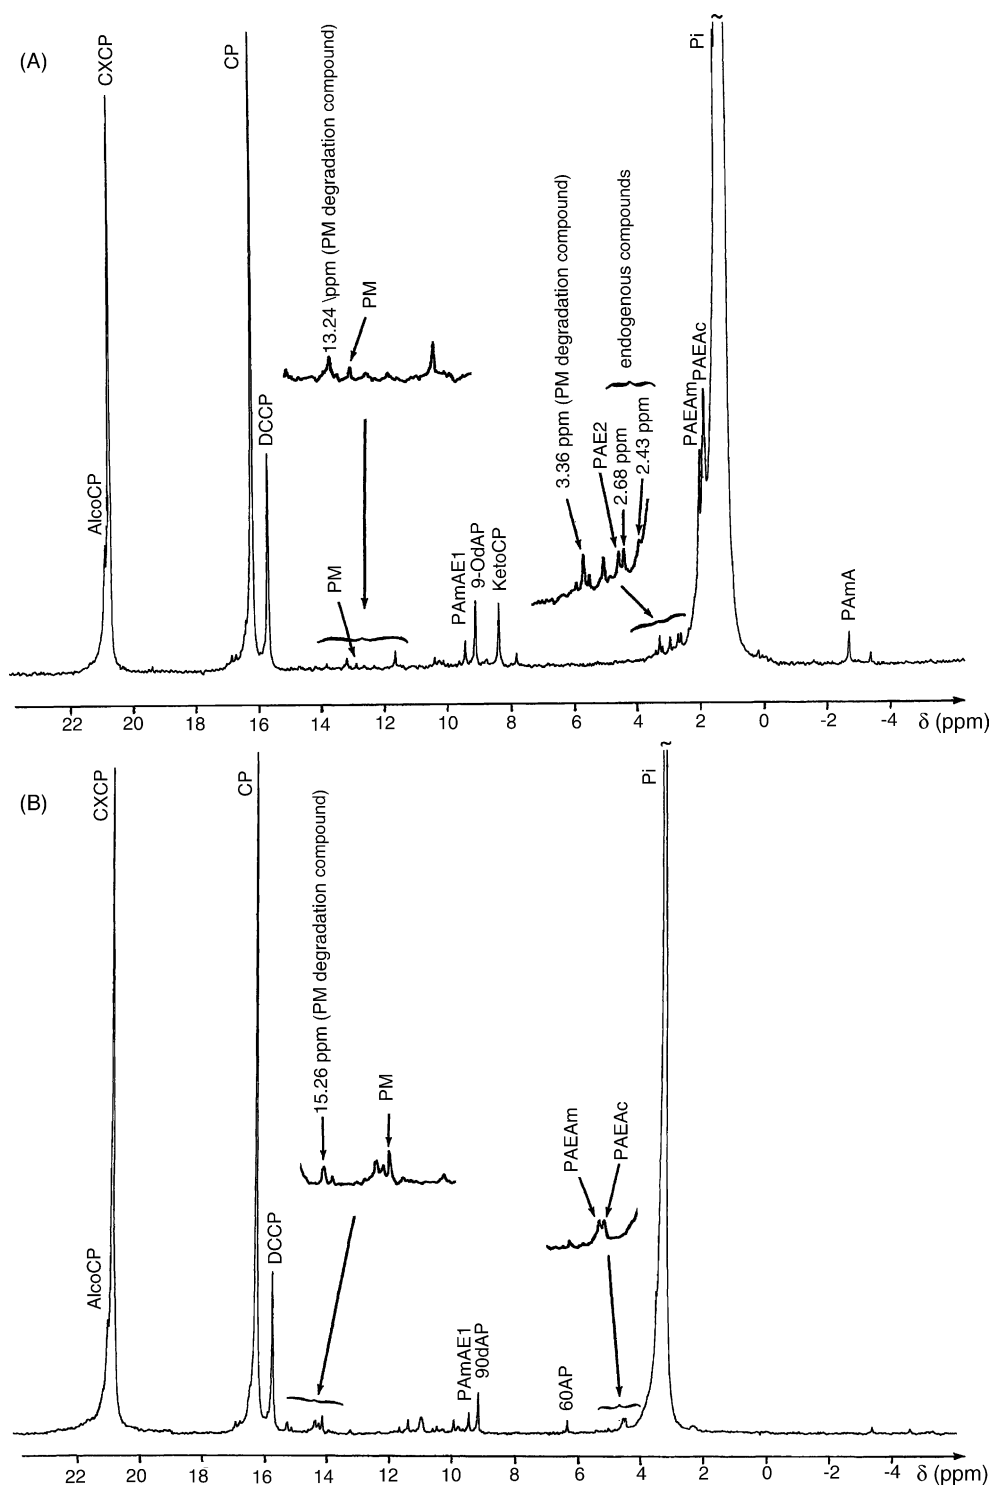 (A)
CXCP
AlcoCP
CP
DCCP
13.24 \ppm (PM degradation compound)
PM
PM
PAmAE1
9-OdAP
KetoCP
3.36 ppm (PM degradation compound)
PAE2
endogenous compounds
2.68 ppm
2.43 ppm
PAEAm
PAEAc
Pi
~
PAmA
22 20 18 16 14 12 10 8 6 4 2 0 -2 -4 δ (ppm)
(B)
CXCP
AlcoCP
CP
DCCP
15.26 ppm (PM degradation compound)
PM
PAmAE1
90dAP
60AP
PAEAm
PAEAc
Pi
~
22 20 18 16 14 12 10 8 6 4 2 0 -2 -4 δ (ppm)